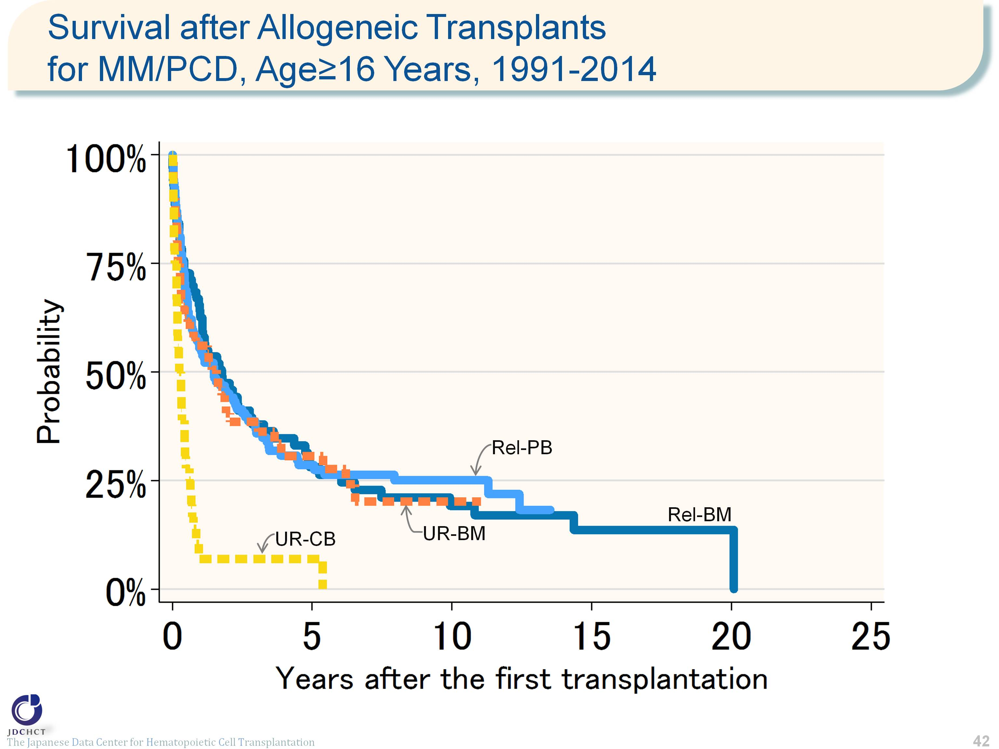 Survival after Allogeneic Transplants
for MM/PCD, Age≥16 Years, 1991-2014
100%
75%
50%
25%
0%
Probability
Rel-PB
Rel-BM
UR-BM
UR-CB
0 5 10 15 20 25
Years after the first transplantation
JDCHCT
The Japanese Data Center for Hematopoietic Cell Transplantation
42